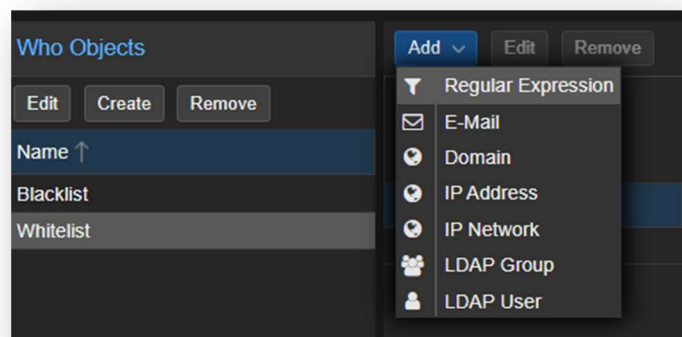 Who Objects
Edit Create Remove
Name
Blacklist
Whitelist
Add Edit Remove
Regular Expression
E-Mail
Domain
IP Address
IP Network
LDAP Group
LDAP User